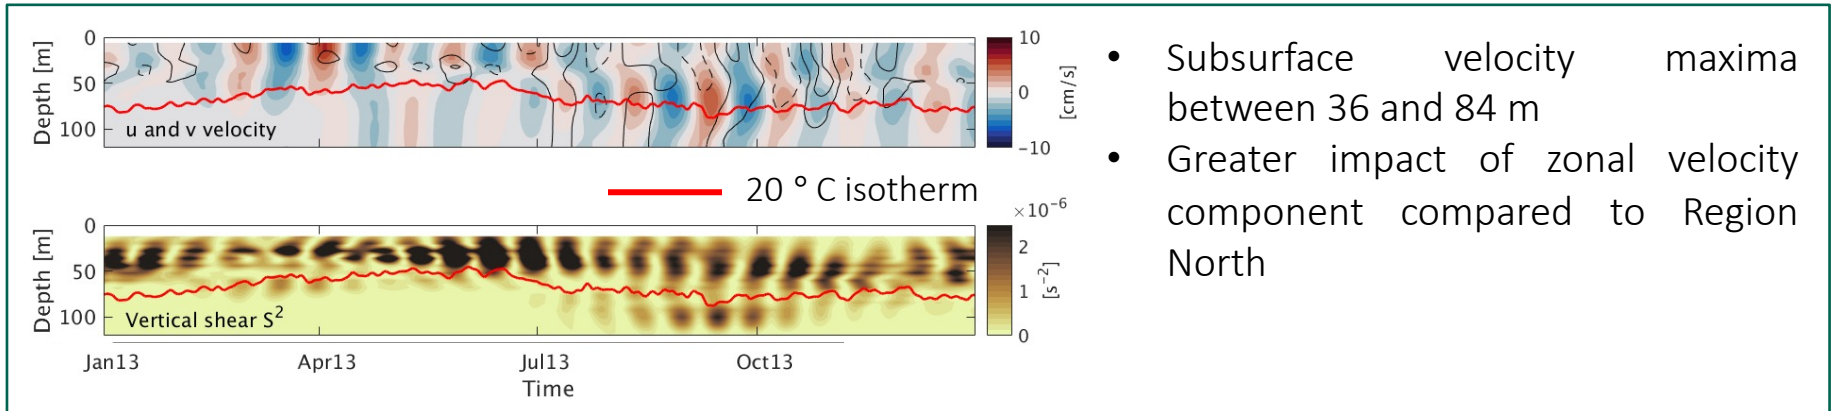 0
50
100
Depth [m]
u and v velocity
10
0
−10
[cm/s]
20 ° C isotherm
×10⁻⁶
0
50
100
Depth [m]
Vertical shear S²
2
1
0
[s⁻²]
Jan13 Apr13 Jul13 Oct13
Time
• Subsurface velocity maxima
between 36 and 84 m
• Greater impact of zonal velocity
component compared to Region
North